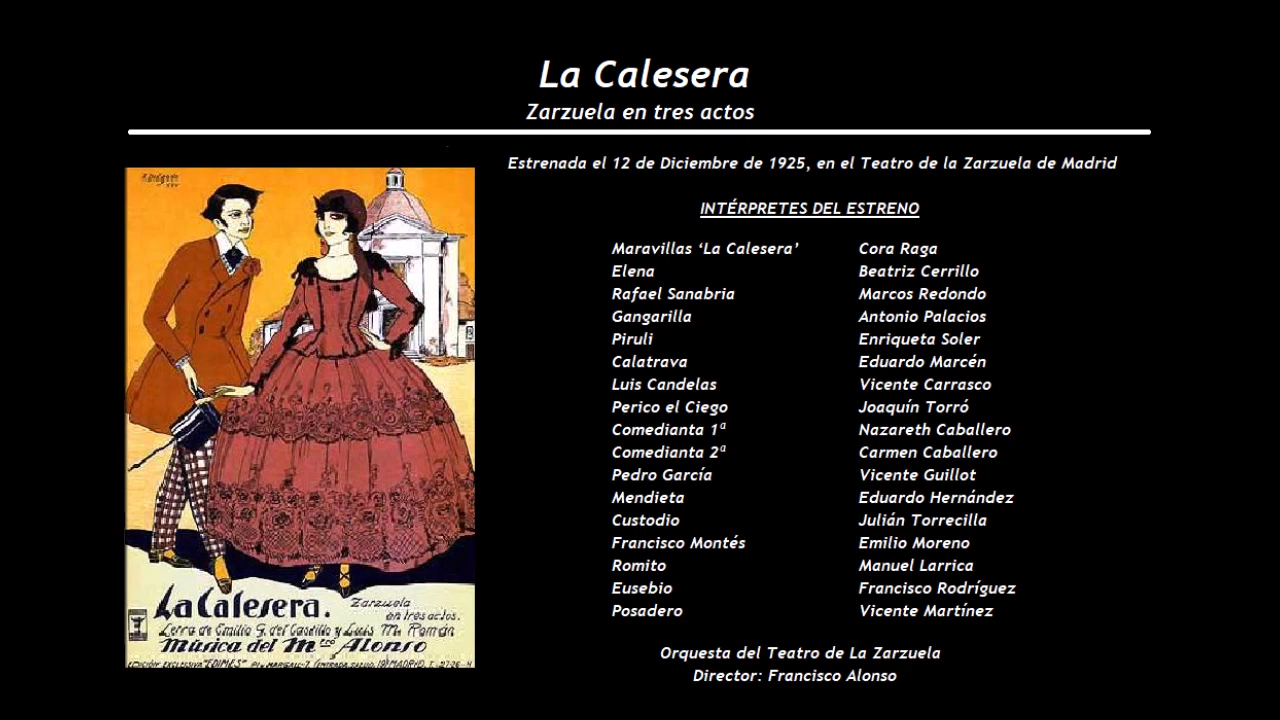 La Calesera
Zarzuela en tres actos
Estrenada el 12 de Diciembre de 1925, en el Teatro de la Zarzuela de Madrid
INTÉRPRETES DEL ESTRENO
Maravillas ‘La Calesera’ Cora Raga
Elena Beatriz Cerrillo
Rafael Sanabria Marcos Redondo
Gangarilla Antonio Palacios
Piruli Enriqueta Soler
Calatrava Eduardo Marcén
Luis Candelas Vicente Carrasco
Perico el Ciego Joaquín Torró
Comedianta 1ª Nazareth Caballero
Comedianta 2ª Carmen Caballero
Pedro García Vicente Guillot
Mendieta Eduardo Hernández
Custodio Julián Torrecilla
Francisco Montés Emilio Moreno
Romito Manuel Larrica
Eusebio Francisco Rodríguez
Posadero Vicente Martínez
Orquesta del Teatro de La Zarzuela
Director: Francisco Alonso
La Calesera.
Zarzuela
en tres actos.
Letra de Emilio G. del Castillo y Luis M. Román
Música del Mtro Alonso